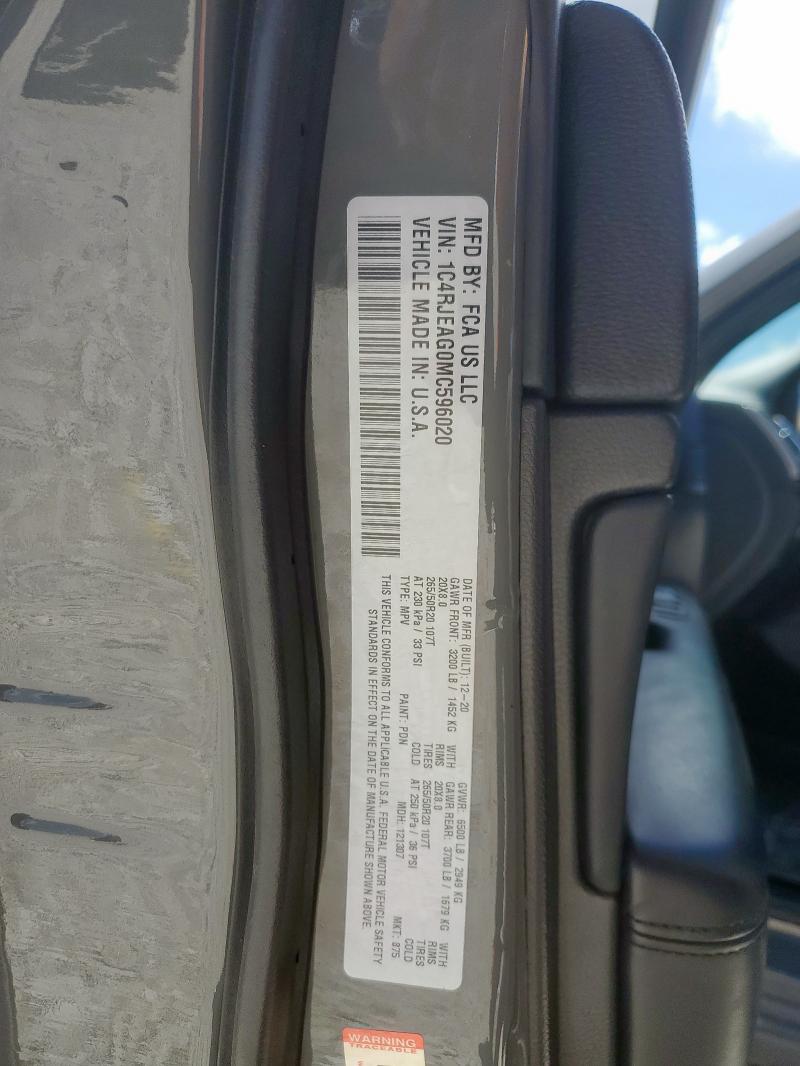 MFD BY: FCA US LLC
VIN: 1C4RJEAG0MC596020
VEHICLE MADE IN: U.S.A.
DATE OF MFR (BUILT): 12-20 GVWR: 6500 LB / 2949 KG
GAWR FRONT: 3200 LB / 1452 KG WITH GAWR REAR: 3700 LB / 1679 KG WITH
20X8.0 RIMS 20X8.0 RIMS
265/50R20 107T TIRES 265/50R20 107T TIRES
AT 230 kPa / 33 PSI COLD AT 250 kPa / 36 PSI COLD
TYPE: MPV PAINT: PDN MDH: 121307 MKT: 875
THIS VEHICLE CONFORMS TO ALL APPLICABLE U.S.A. FEDERAL MOTOR VEHICLE SAFETY
STANDARDS IN EFFECT ON THE DATE OF MANUFACTURE SHOWN ABOVE.
WARNING
TRACEABLE